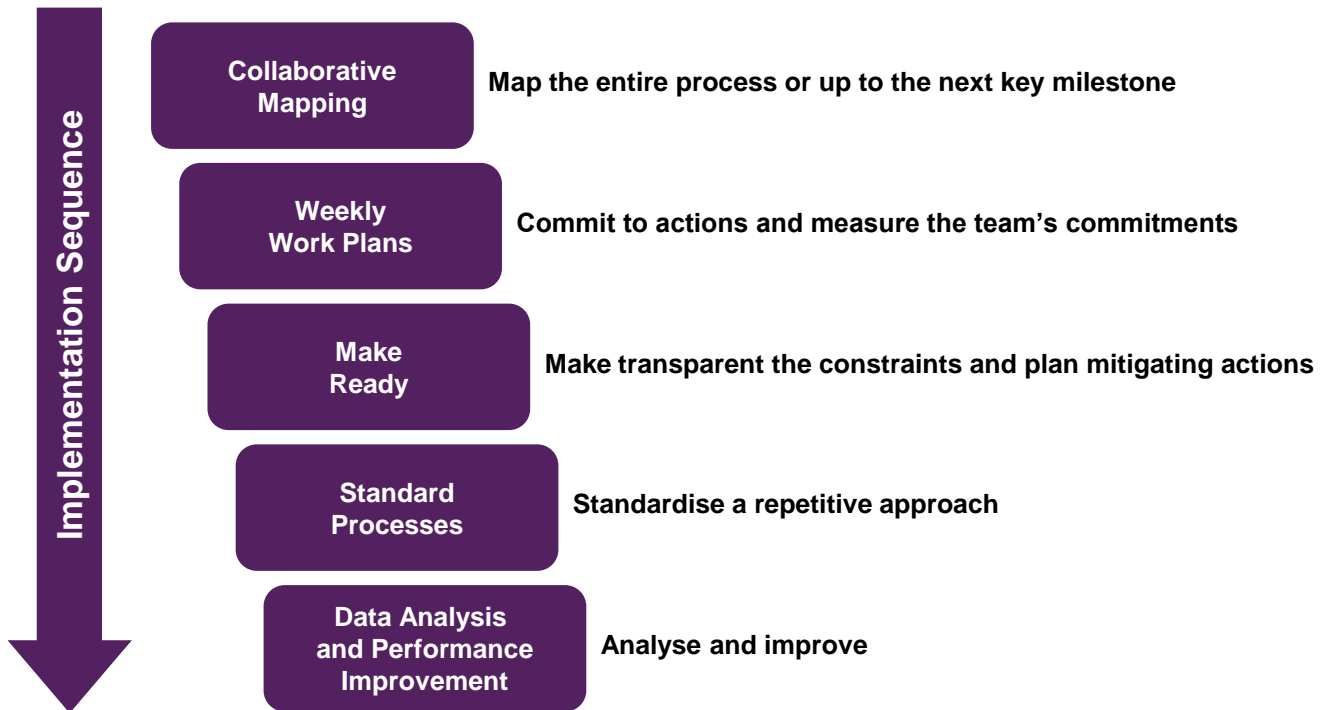 Implementation Sequence
Collaborative
Mapping
Map the entire process or up to the next key milestone
Weekly
Work Plans
Commit to actions and measure the team’s commitments
Make
Ready
Make transparent the constraints and plan mitigating actions
Standard
Processes
Standardise a repetitive approach
Data Analysis
and Performance
Improvement
Analyse and improve